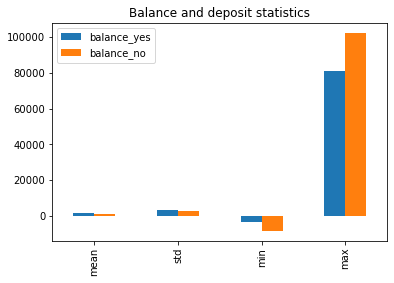 Balance and deposit statistics
balance_yes
balance_no
100000
80000
60000
40000
20000
0
mean
std
min
max